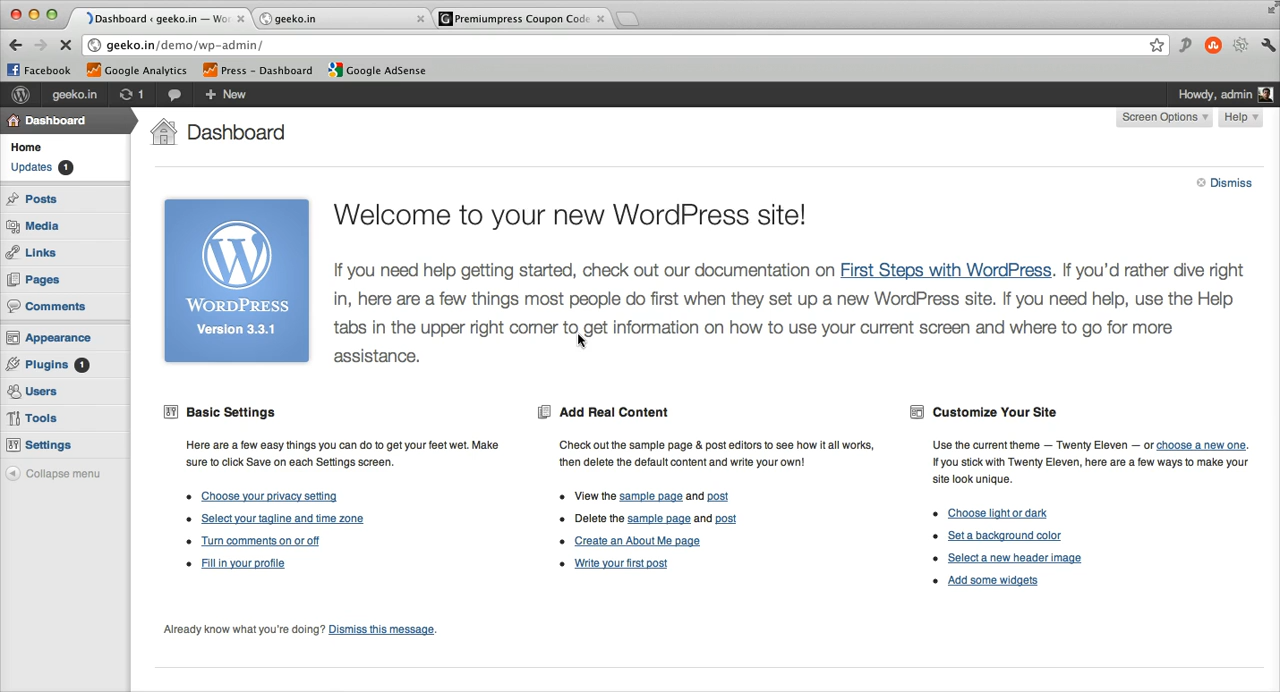 Dashboard ‹ geeko.in — Wor
geeko.in
Premiumpress Coupon Code
geeko.in/demo/wp-admin/
Facebook
Google Analytics
Press - Dashboard
Google AdSense
geeko.in
1
New
Howdy, admin
Dashboard
Home
Updates 1
Posts
Media
Links
Pages
Comments
Appearance
Plugins 1
Users
Tools
Settings
Collapse menu
Dashboard
Screen Options
Help
Dismiss
WORDPRESS
Version 3.3.1
Welcome to your new WordPress site!
If you need help getting started, check out our documentation on First Steps with WordPress. If you'd rather dive right
in, here are a few things most people do first when they set up a new WordPress site. If you need help, use the Help
tabs in the upper right corner to get information on how to use your current screen and where to go for more
assistance.
Basic Settings
Here are a few easy things you can do to get your feet wet. Make
sure to click Save on each Settings screen.
Choose your privacy setting
Select your tagline and time zone
Turn comments on or off
Fill in your profile
Add Real Content
Check out the sample page & post editors to see how it all works,
then delete the default content and write your own!
View the sample page and post
Delete the sample page and post
Create an About Me page
Write your first post
Customize Your Site
Use the current theme — Twenty Eleven — or choose a new one.
If you stick with Twenty Eleven, here are a few ways to make your
site look unique.
Choose light or dark
Set a background color
Select a new header image
Add some widgets
Already know what you're doing? Dismiss this message.